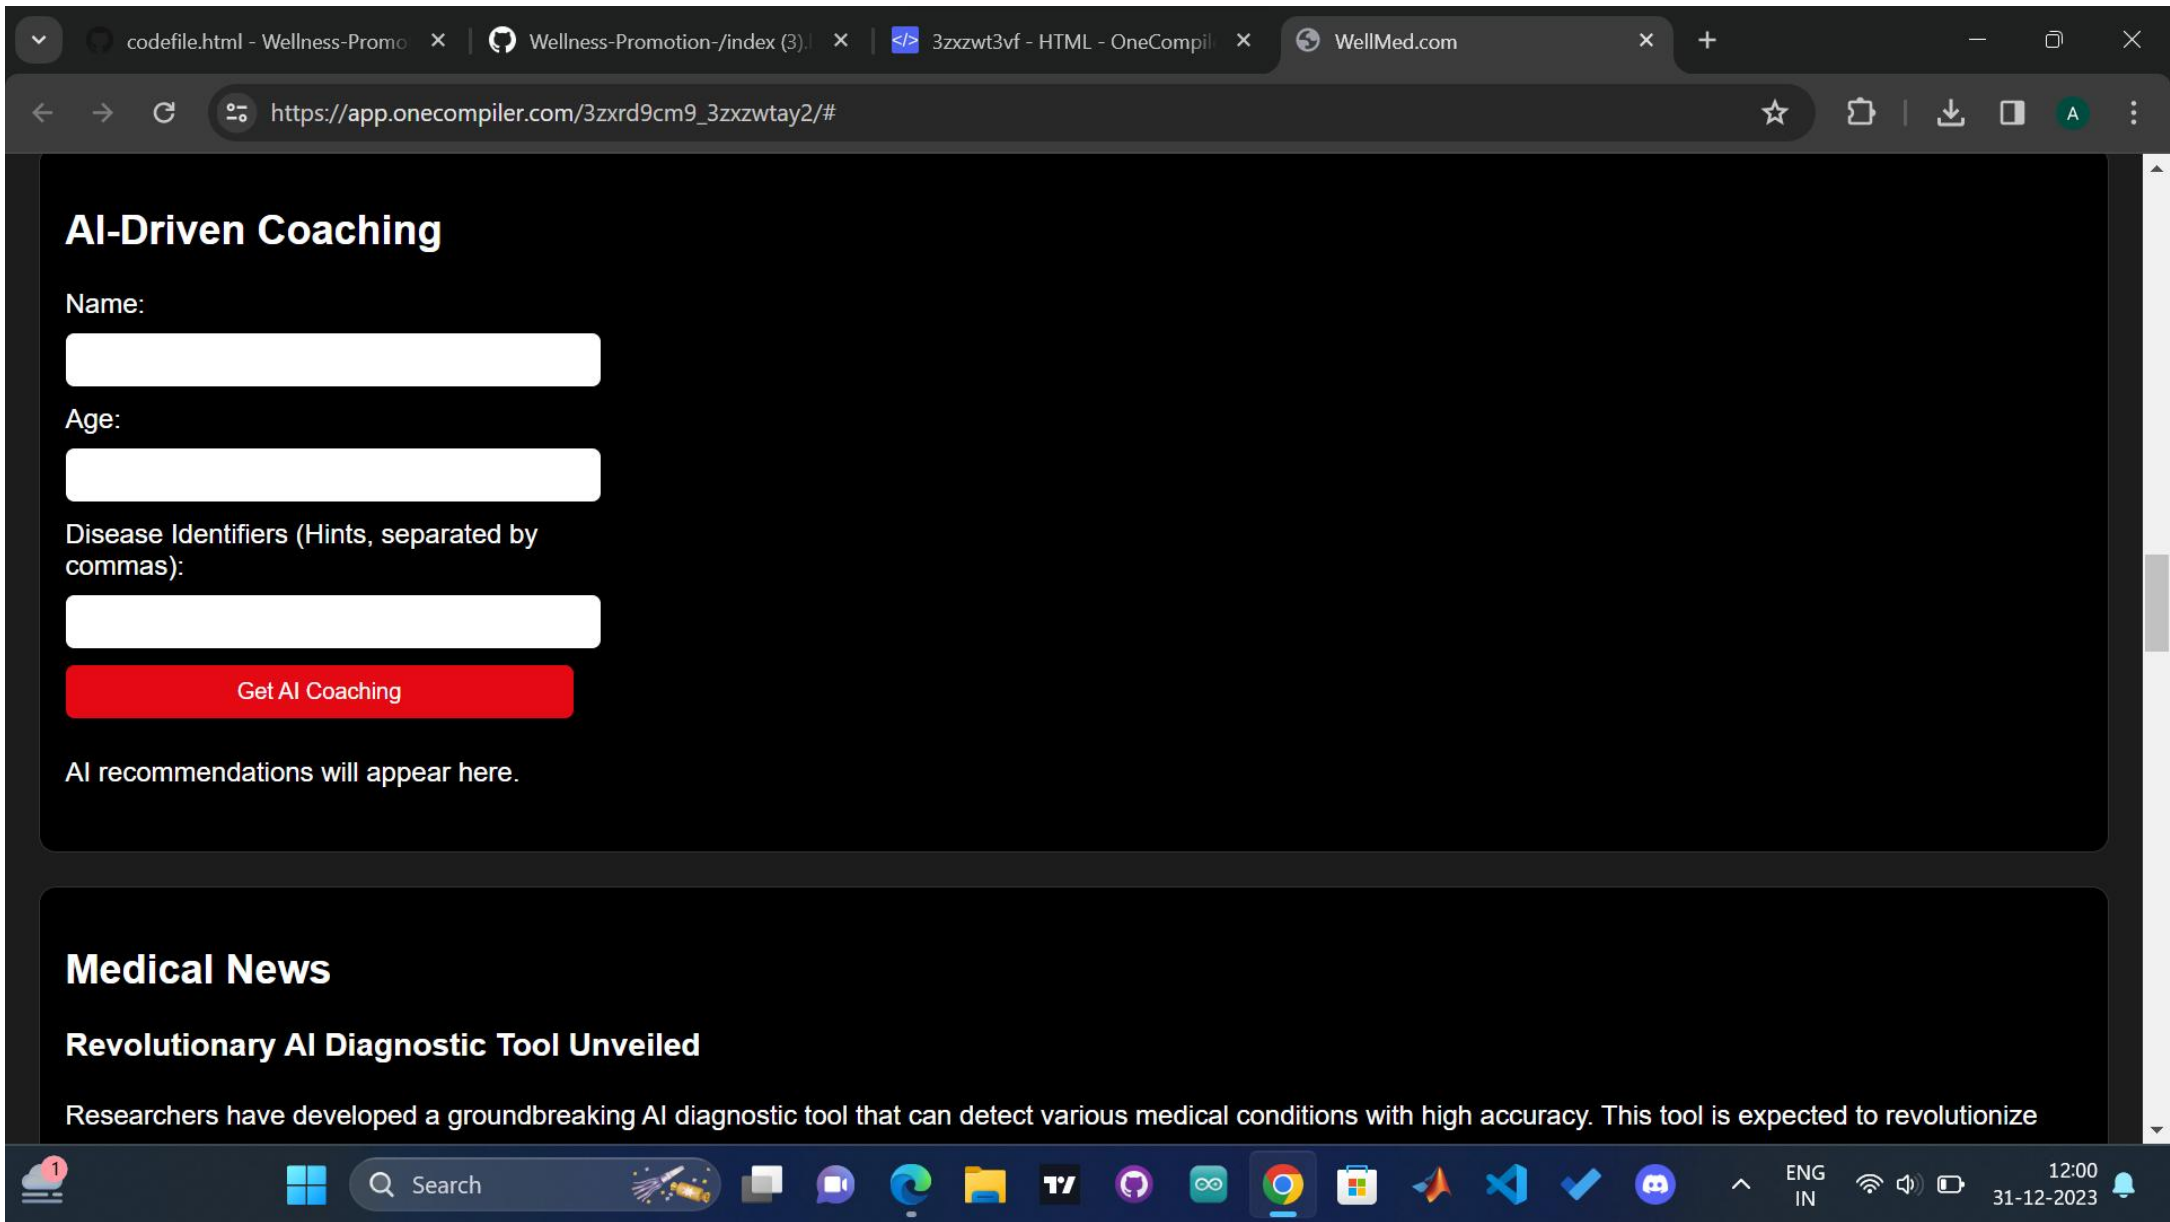 codefile.html - Wellness-Promo
Wellness-Promotion-/index (3).
3zxzwt3vf - HTML - OneCompil
WellMed.com
https://app.onecompiler.com/3zxrd9cm9_3zxzwtay2/#
A
AI-Driven Coaching
Name:
Age:
Disease Identifiers (Hints, separated by
commas):
Get AI Coaching
AI recommendations will appear here.
Medical News
Revolutionary AI Diagnostic Tool Unveiled
Researchers have developed a groundbreaking AI diagnostic tool that can detect various medical conditions with high accuracy. This tool is expected to revolutionize
1
Search
ENG
IN
12:00
31-12-2023